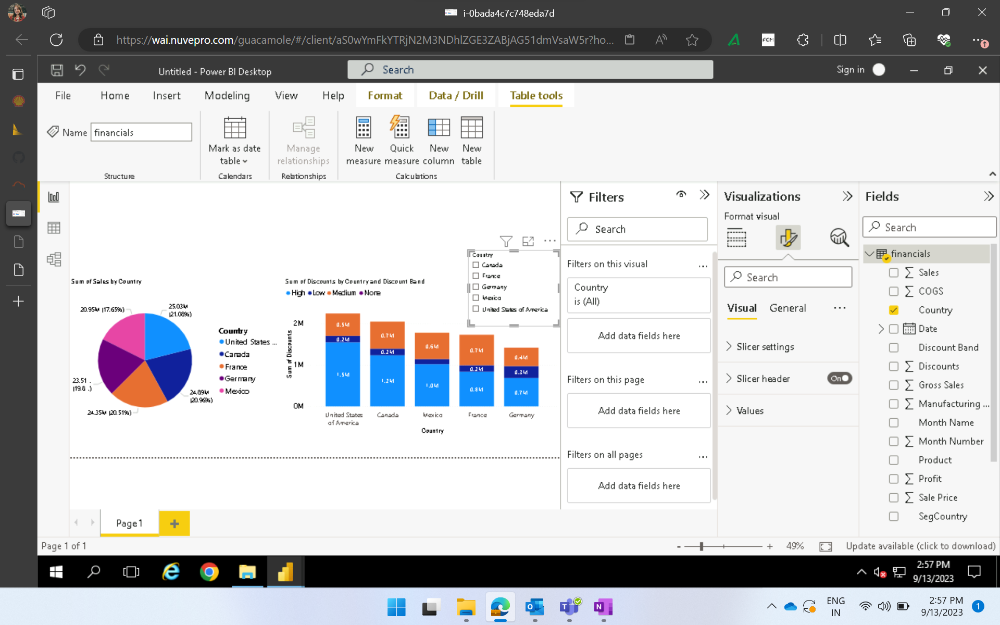 i-0bada4c7c748eda7d
https://wai.nuvepro.com/guacamole/#/client/aS0wYmFkYTRjN2M3NDhlZGE3ZABjAG51dmVsaW5r?ho...
FCM
Untitled - Power BI Desktop
Search
Sign in
File Home Insert Modeling View Help Format Data / Drill Table tools
Name financials
Mark as date table
Manage relationships
New measure
Quick measure
New column
New table
Structure
Calendars
Relationships
Calculations
Sum of Sales by Country
20.95M (17.65%)
25.03M (21.08%)
23.51 . (19.8 .)
24.89M (20.96%)
24.35M (20.51%)
Country
United States ...
Canada
France
Germany
Mexico
Sum of Discounts by Country and Discount Band
High Low Medium None
Sum of Discounts
2M
1M
0M
0.5M
0.2M
1.5M
0.7M
0.2M
1.2M
0.6M
1.0M
0.7M
0.2M
0.8M
0.4M
0.3M
0.7M
United States of America
Canada
Mexico
France
Germany
Country
Country
Canada
France
Germany
Mexico
United States of America
Filters
Search
Filters on this visual ...
Country
is (All)
Add data fields here
Filters on this page ...
Add data fields here
Filters on all pages ...
Add data fields here
Visualizations
Format visual
Search
Visual General ...
Slicer settings
Slicer header On
Values
Fields
Search
financials
Sales
COGS
Country
Date
Discount Band
Discounts
Gross Sales
Manufacturing ...
Month Name
Month Number
Product
Profit
Sale Price
SegCountry
Page 1
Page 1 of 1
- + 49%
Update available (click to download)
2:57 PM
9/13/2023
ENG
IN
2:57 PM
9/13/2023
1